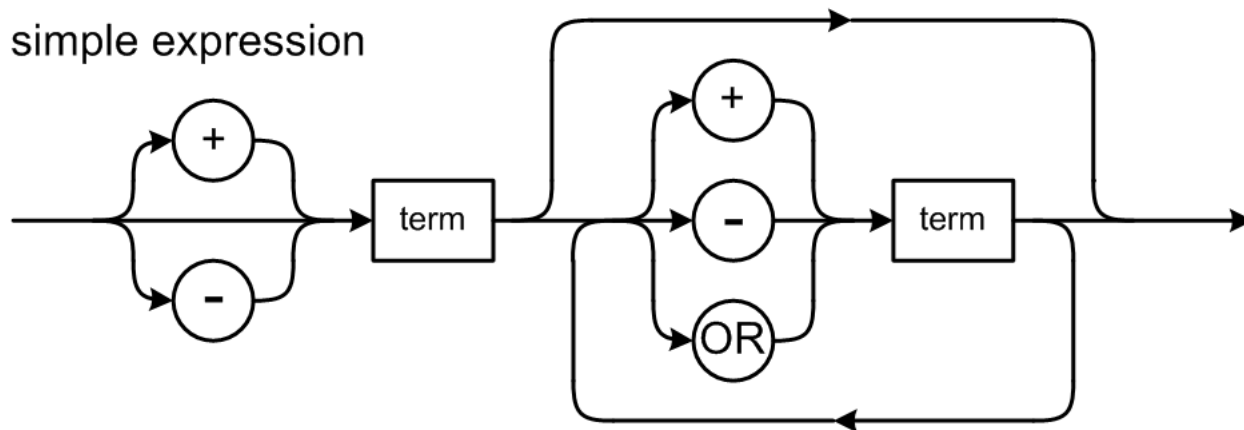 simple expression
+
+
term
-
term
-
OR